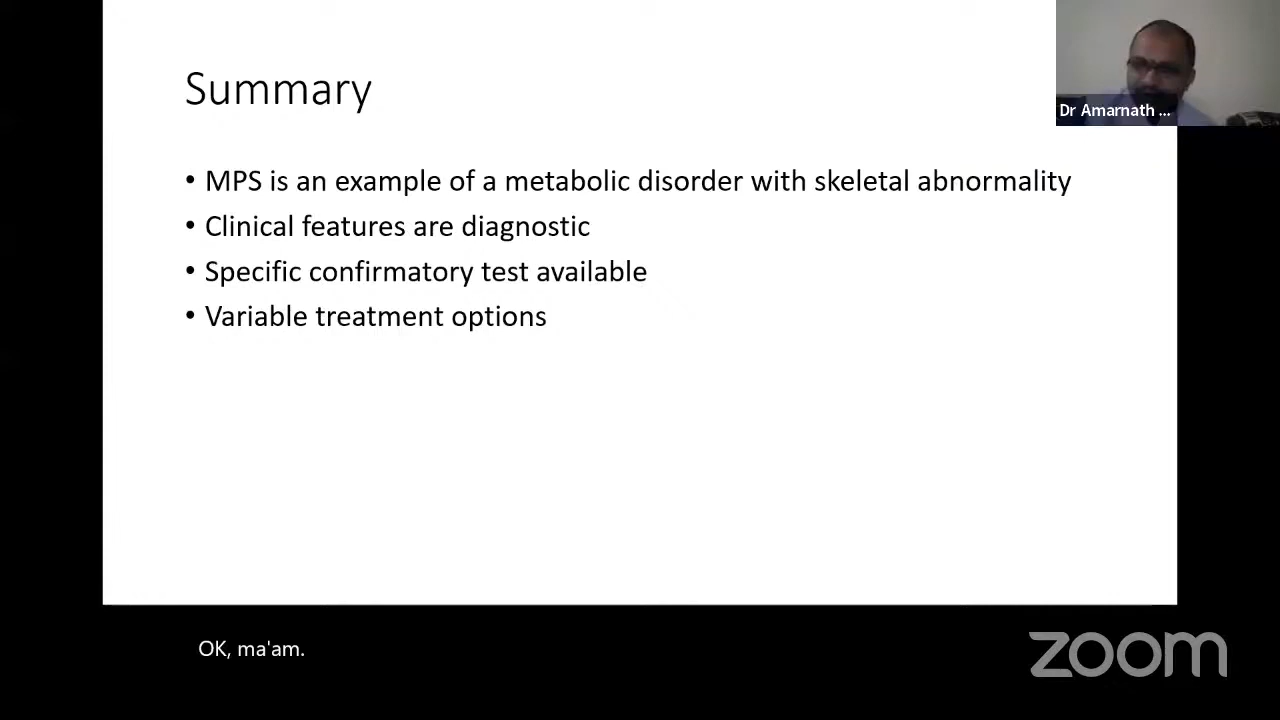 Summary
Dr Amarnath ...
• MPS is an example of a metabolic disorder with skeletal abnormality
• Clinical features are diagnostic
• Specific confirmatory test available
• Variable treatment options
OK, ma'am.
zoom